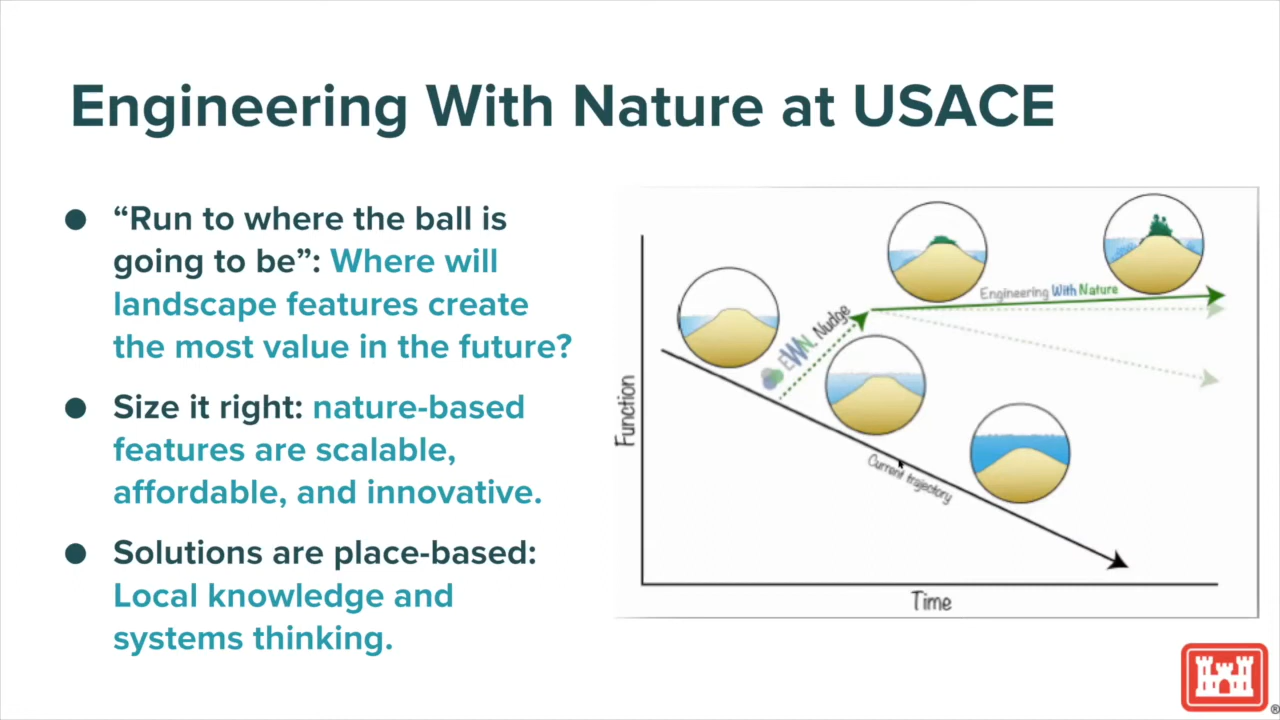 Engineering With Nature at USACE
● “Run to where the ball is
going to be”: Where will
landscape features create
the most value in the future?
● Size it right: nature-based
features are scalable,
affordable, and innovative.
● Solutions are place-based:
Local knowledge and
systems thinking.
Function
EWN Nudge
Engineering With Nature
Current trajectory
Time
®